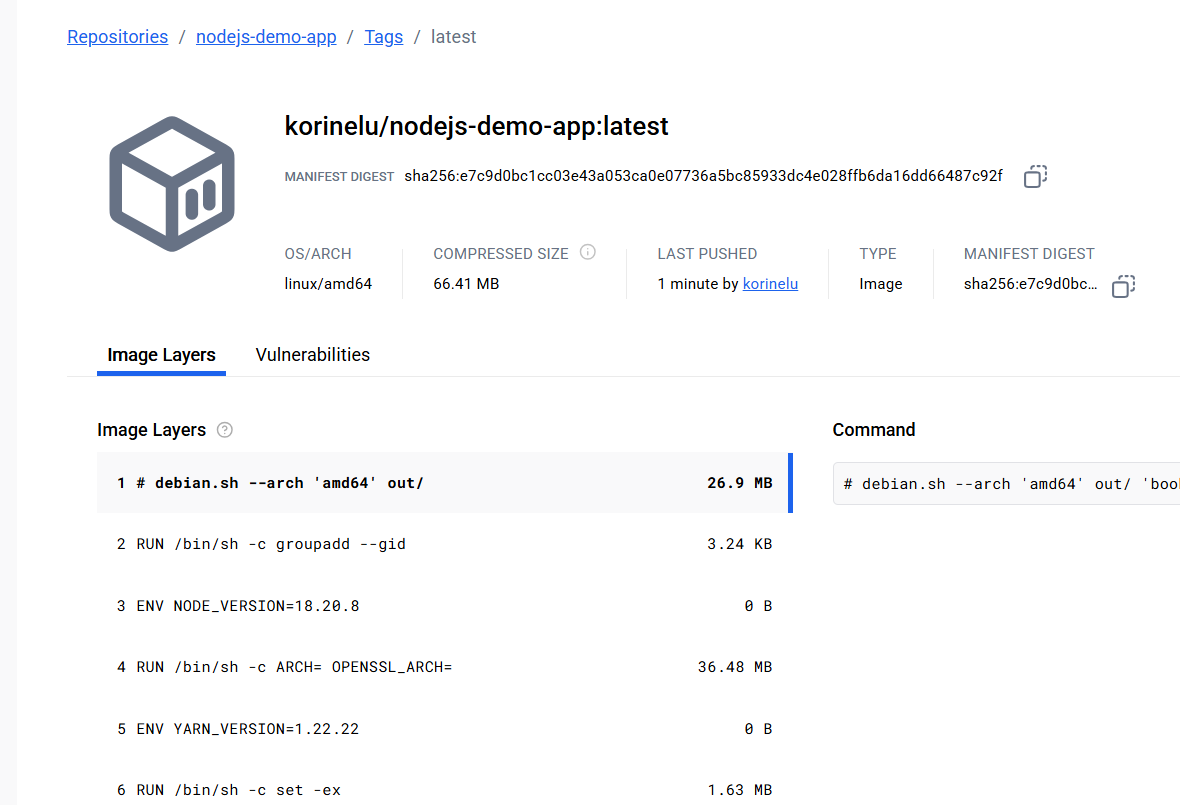 Repositories / nodejs-demo-app / Tags / latest
korinelu/nodejs-demo-app:latest
MANIFEST DIGEST sha256:e7c9d0bc1cc03e43a053ca0e07736a5bc85933dc4e028ffb6da16dd66487c92f
OS/ARCH COMPRESSED SIZE LAST PUSHED TYPE MANIFEST DIGEST
linux/amd64 66.41 MB 1 minute by korinelu Image sha256:e7c9d0bc...
Image Layers Vulnerabilities
Image Layers Command
1 # debian.sh --arch 'amd64' out/ 26.9 MB # debian.sh --arch 'amd64' out/ 'boo
2 RUN /bin/sh -c groupadd --gid 3.24 KB
3 ENV NODE_VERSION=18.20.8 0 B
4 RUN /bin/sh -c ARCH= OPENSSL_ARCH= 36.48 MB
5 ENV YARN_VERSION=1.22.22 0 B
6 RUN /bin/sh -c set -ex 1.63 MB